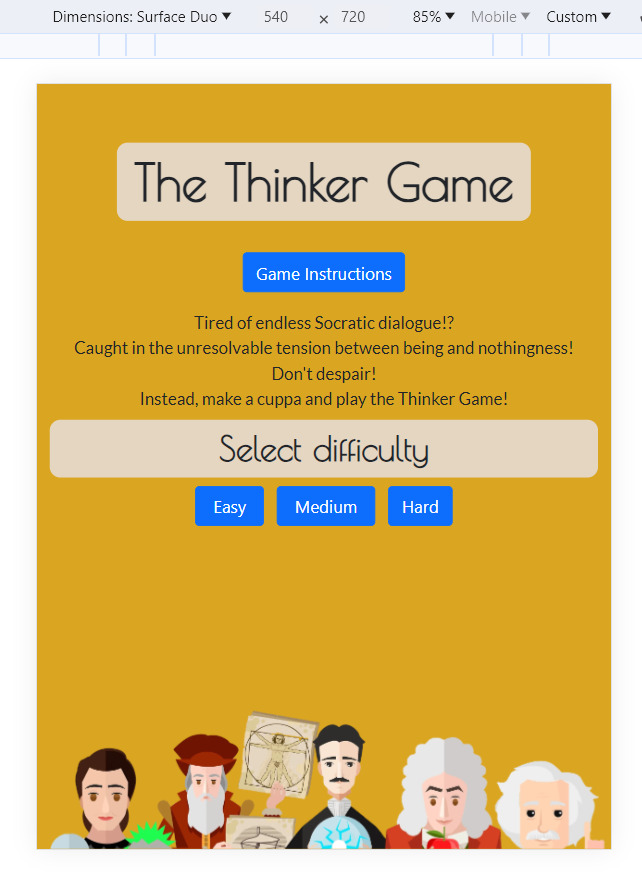 Dimensions: Surface Duo ▼ 540 × 720 85% ▼ Mobile ▼ Custom ▼
The Thinker Game
Game Instructions
Tired of endless Socratic dialogue!?
Caught in the unresolvable tension between being and nothingness!
Don't despair!
Instead, make a cuppa and play the Thinker Game!
Select difficulty
Easy Medium Hard